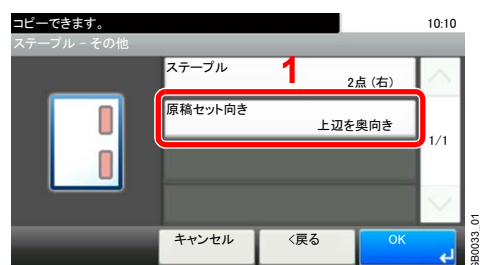 コピーできます。
10:10
ステープル - その他
ステープル
1
2点 (右)
原稿セット向き
上辺を奥向き
1/1
キャンセル
<戻る
OK
GB0033_01